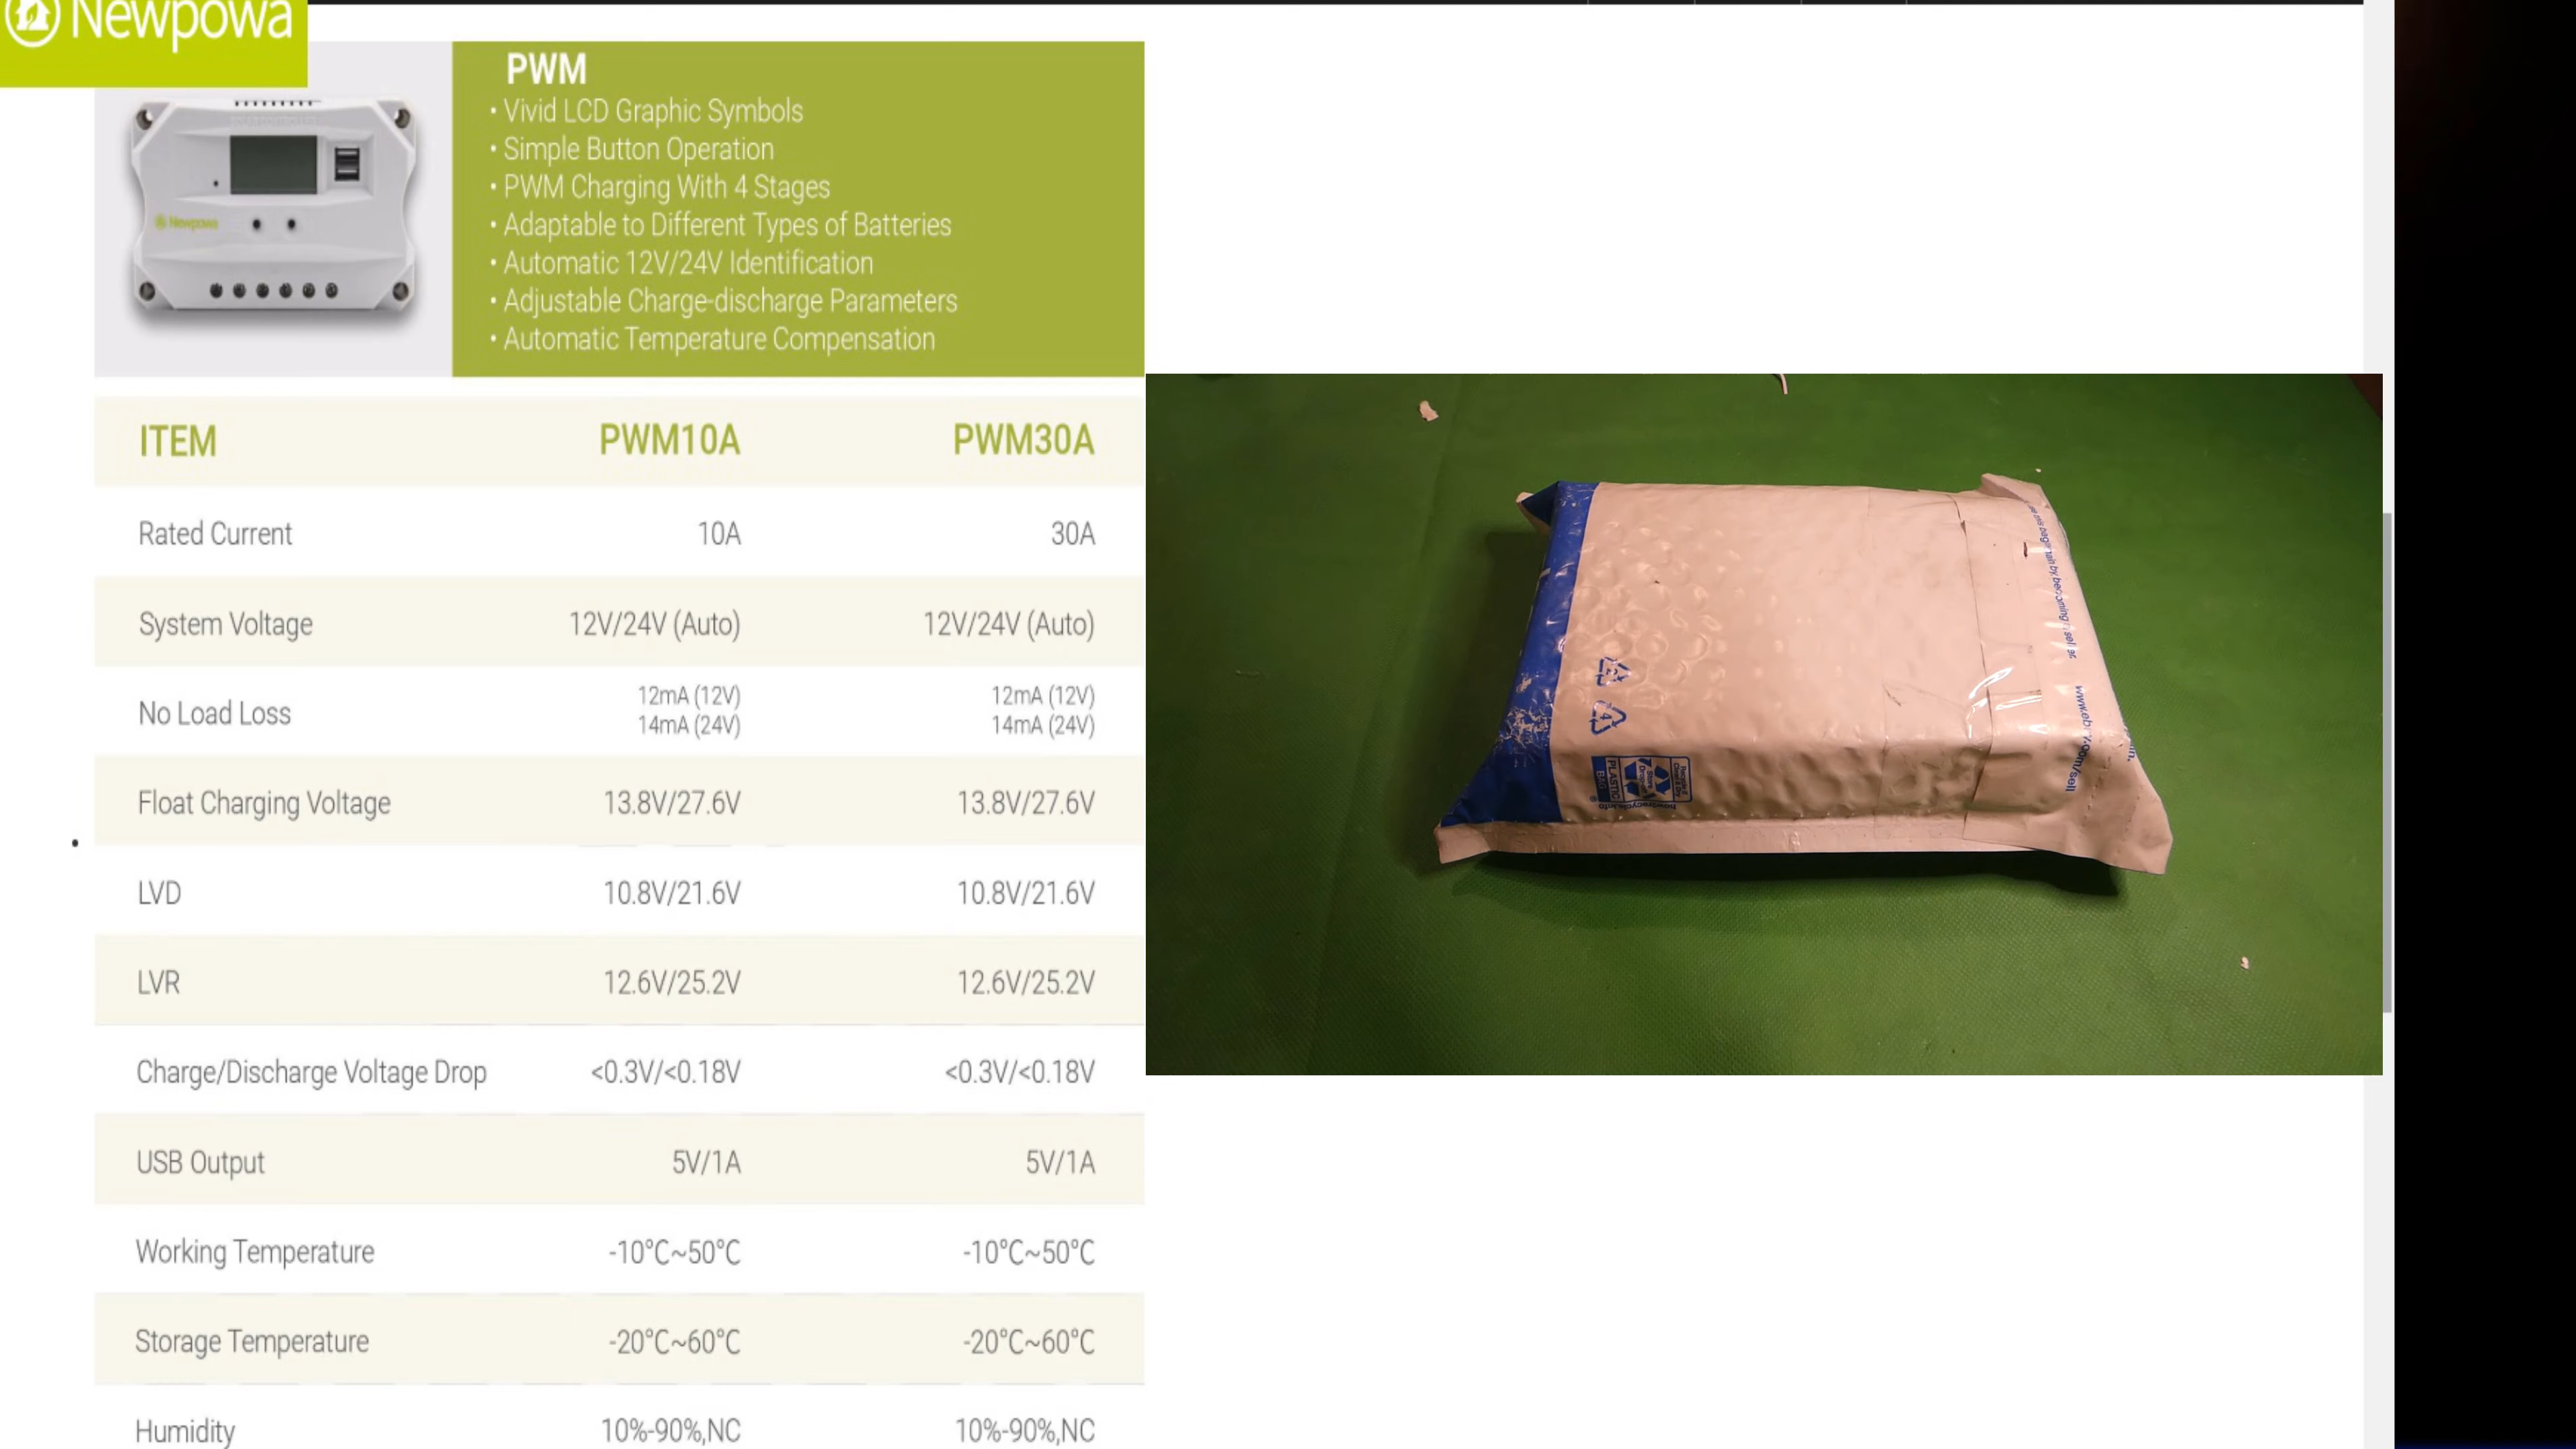 Newpowa
PWM
• Vivid LCD Graphic Symbols
• Simple Button Operation
• PWM Charging With 4 Stages
• Adaptable to Different Types of Batteries
• Automatic 12V/24V Identification
• Adjustable Charge-discharge Parameters
• Automatic Temperature Compensation
Newpowa
ITEM PWM10A PWM30A
Rated Current 10A 30A
System Voltage 12V/24V (Auto) 12V/24V (Auto)
No Load Loss 12mA (12V) 14mA (24V) 12mA (12V) 14mA (24V)
Float Charging Voltage 13.8V/27.6V 13.8V/27.6V
LVD 10.8V/21.6V 10.8V/21.6V
LVR 12.6V/25.2V 12.6V/25.2V
Charge/Discharge Voltage Drop <0.3V/<0.18V <0.3V/<0.18V
USB Output 5V/1A 5V/1A
Working Temperature -10°C~50°C -10°C~50°C
Storage Temperature -20°C~60°C -20°C~60°C
Humidity 10%-90%,NC 10%-90%,NC
PLASTIC
BAG
how2recycle.info